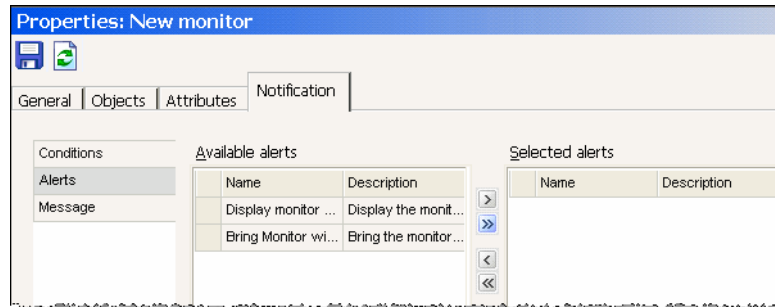 Properties: New monitor
General Objects Attributes Notification
Conditions
Alerts
Message
Available alerts
Name Description
Display monitor ... Display the monit...
Bring Monitor wi... Bring the monitor...
> 
»
<
«
Selected alerts
Name Description